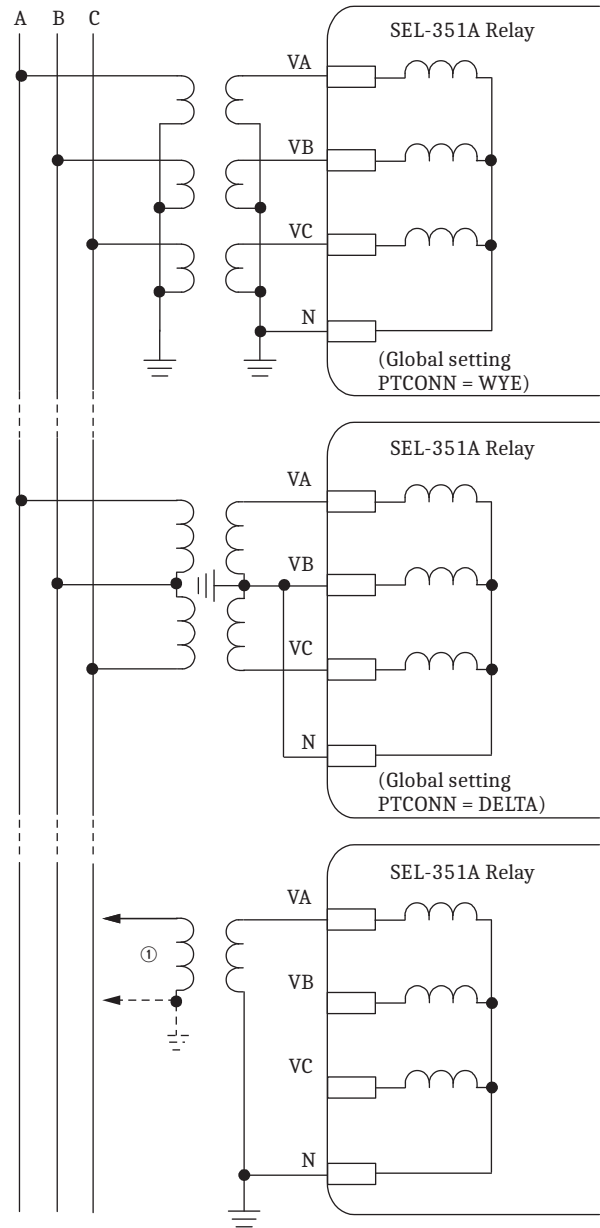 A B C
SEL-351A Relay
VA
VB
VC
N
(Global setting
PTCONN = WYE)
SEL-351A Relay
VA
VB
VC
N
(Global setting
PTCONN = DELTA)
SEL-351A Relay
VA
①
VB
VC
N